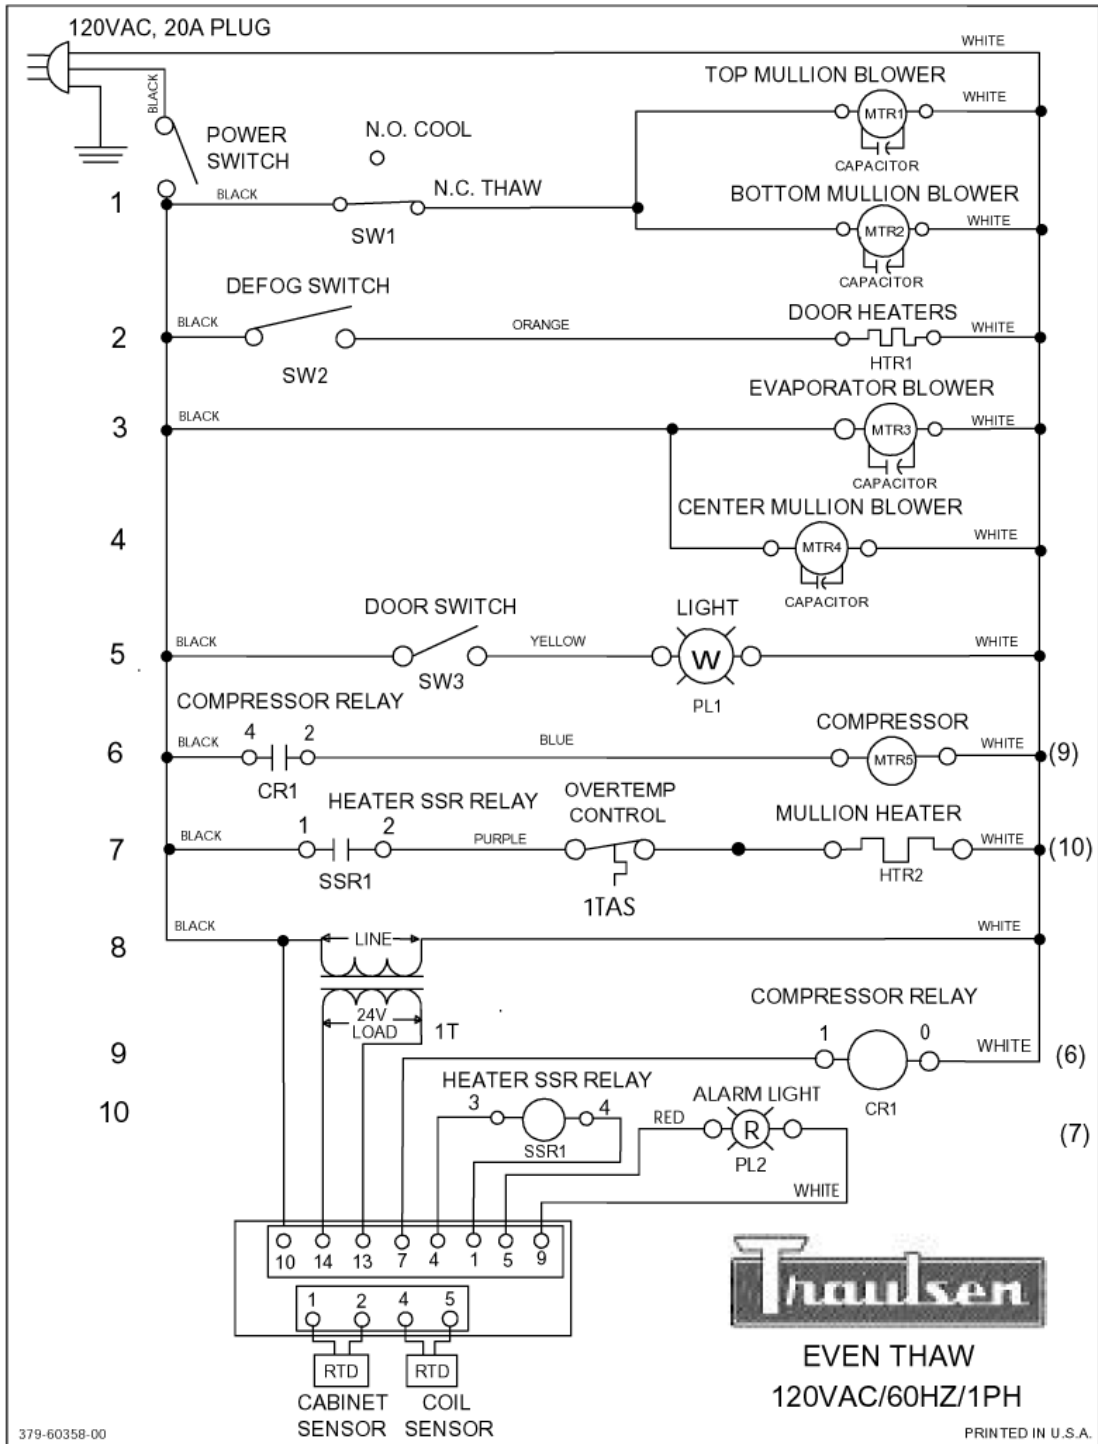 120VAC, 20A PLUG
WHITE
BLACK
POWER
SWITCH
N.O. COOL
TOP MULLION BLOWER
MTR1
WHITE
CAPACITOR
1
BLACK
N.C. THAW
SW1
BOTTOM MULLION BLOWER
MTR2
WHITE
CAPACITOR
DEFOG SWITCH
DOOR HEATERS
2
BLACK
ORANGE
WHITE
SW2
HTR1
EVAPORATOR BLOWER
3
BLACK
MTR3
WHITE
CAPACITOR
CENTER MULLION BLOWER
4
MTR4
WHITE
CAPACITOR
DOOR SWITCH
LIGHT
5
BLACK
YELLOW
W
WHITE
SW3
PL1
COMPRESSOR RELAY
COMPRESSOR
6
BLACK
4
2
BLUE
MTR5
WHITE
(9)
CR1
HEATER SSR RELAY
OVERTEMP
CONTROL
MULLION HEATER
7
BLACK
1
2
PURPLE
WHITE
(10)
SSR1
HTR2
1TAS
8
BLACK
LINE
WHITE
24V
LOAD
1T
COMPRESSOR RELAY
9
1
0
WHITE
(6)
CR1
10
HEATER SSR RELAY
3
4
SSR1
ALARM LIGHT
RED
R
PL2
WHITE
(7)
10
14
13
7
4
1
5
9
1
2
4
5
RTD
RTD
CABINET
SENSOR
COIL
SENSOR
Traulsen
EVEN THAW
120VAC/60HZ/1PH
379-60358-00
PRINTED IN U.S.A.